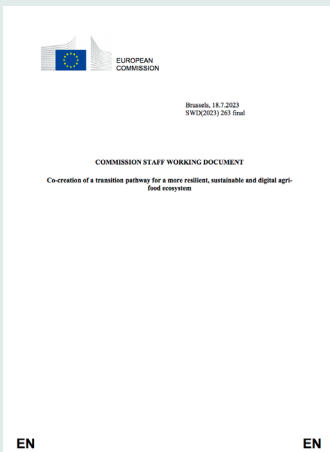 EUROPEAN
COMMISSION
Brussels, 18.7.2023
SWD(2023) 263 final
COMMISSION STAFF WORKING DOCUMENT
Co-creation of a transition pathway for a more resilient, sustainable and digital agri-
food ecosystem
EN
EN